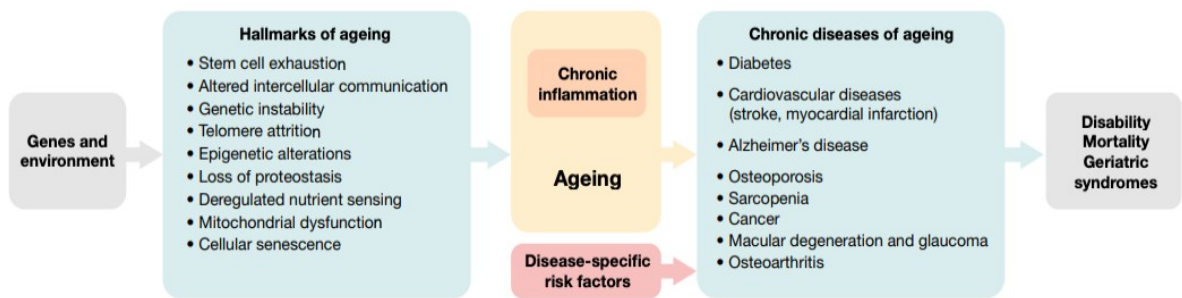 Genes and
environment
Hallmarks of ageing
• Stem cell exhaustion
• Altered intercellular communication
• Genetic instability
• Telomere attrition
• Epigenetic alterations
• Loss of proteostasis
• Deregulated nutrient sensing
• Mitochondrial dysfunction
• Cellular senescence
Chronic
inflammation
Ageing
Disease-specific
risk factors
Chronic diseases of ageing
• Diabetes
• Cardiovascular diseases
(stroke, myocardial infarction)
• Alzheimer's disease
• Osteoporosis
• Sarcopenia
• Cancer
• Macular degeneration and glaucoma
• Osteoarthritis
Disability
Mortality
Geriatric
syndromes